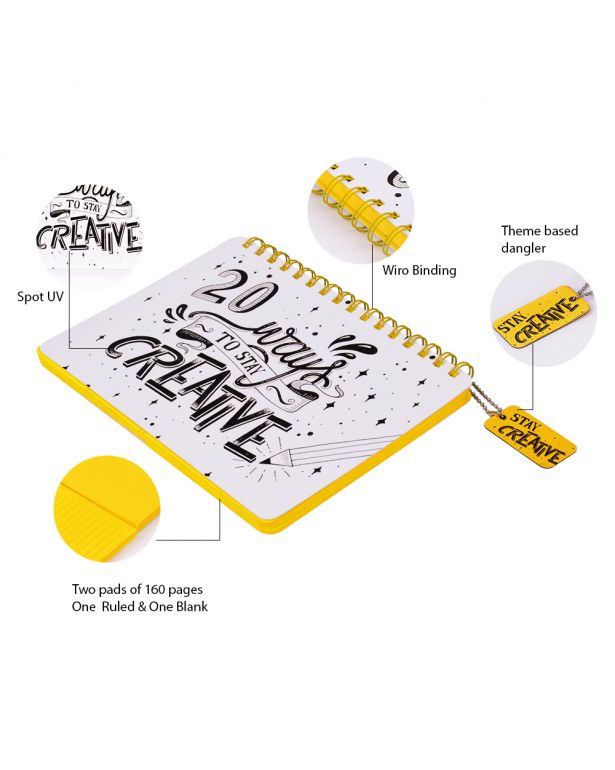 ways
TO STAY
CREATIVE
Spot UV
Wiro Binding
Theme based
dangler
STAY
CREATIVE
20
ways
TO STAY
CREATIVE
STAY
CREATIVE
Two pads of 160 pages
One Ruled & One Blank